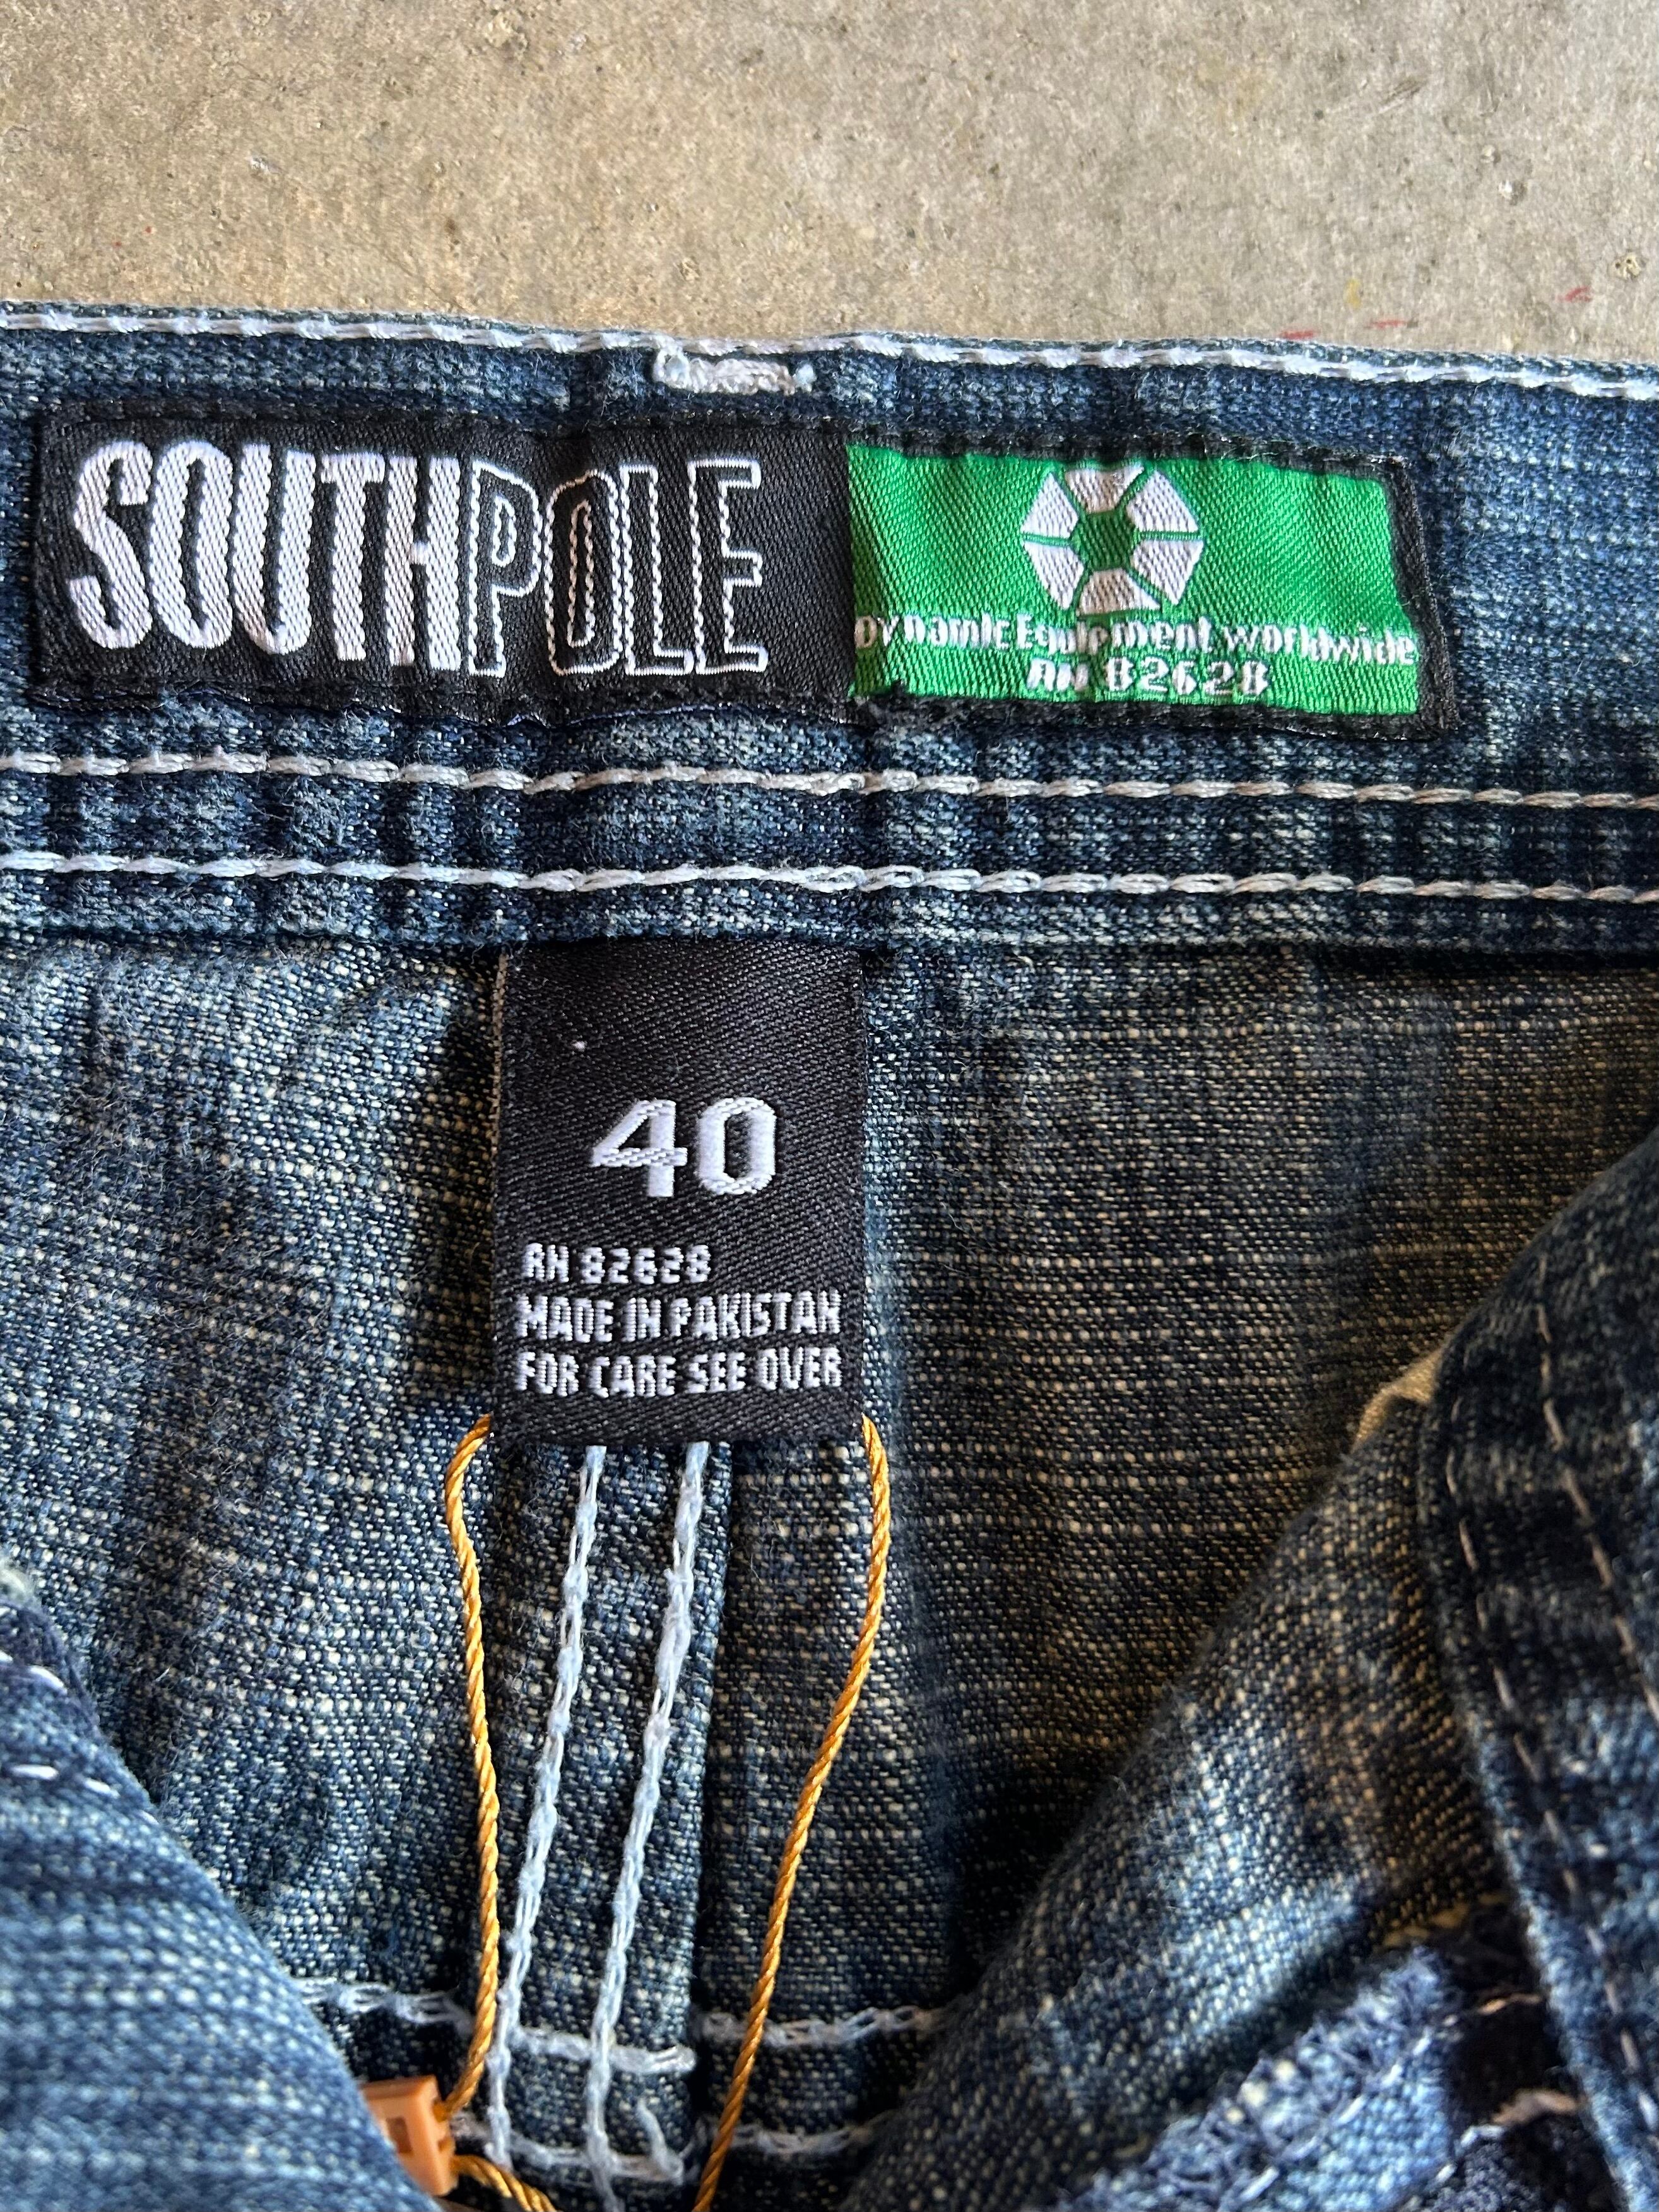 SOUTHPOLE
Dynamic Equipment worldwide
RN 82628
40
RN 82628
MADE IN PAKISTAN
FOR CARE SEE OVER